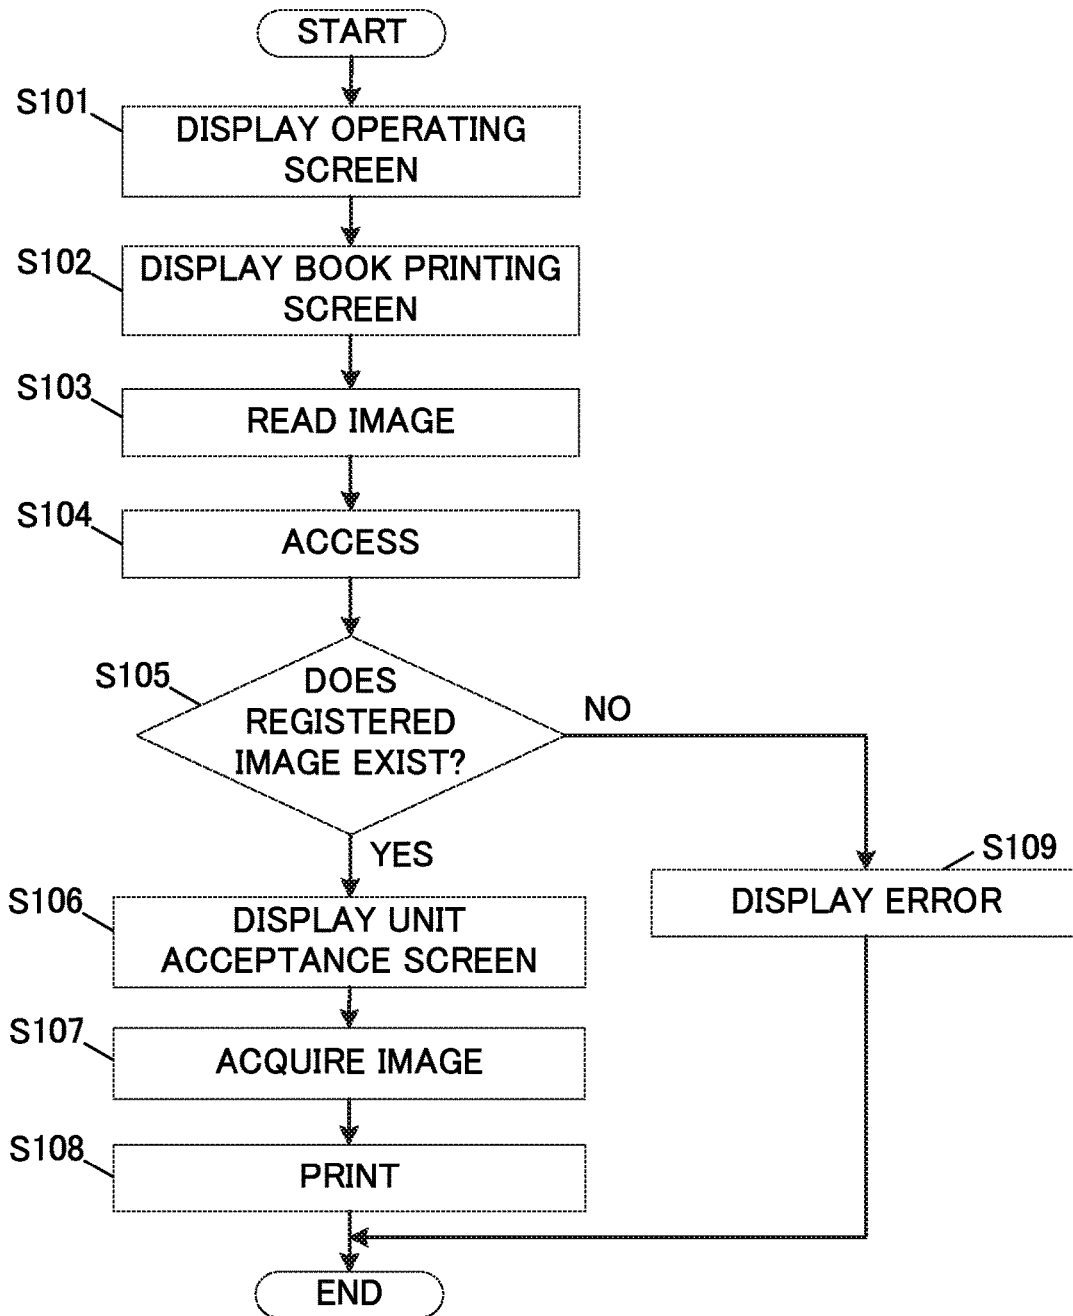 START
S101
DISPLAY OPERATING
SCREEN
S102
DISPLAY BOOK PRINTING
SCREEN
S103
READ IMAGE
S104
ACCESS
S105
DOES
REGISTERED
IMAGE EXIST?
NO
YES
S109
DISPLAY ERROR
S106
DISPLAY UNIT
ACCEPTANCE SCREEN
S107
ACQUIRE IMAGE
S108
PRINT
END